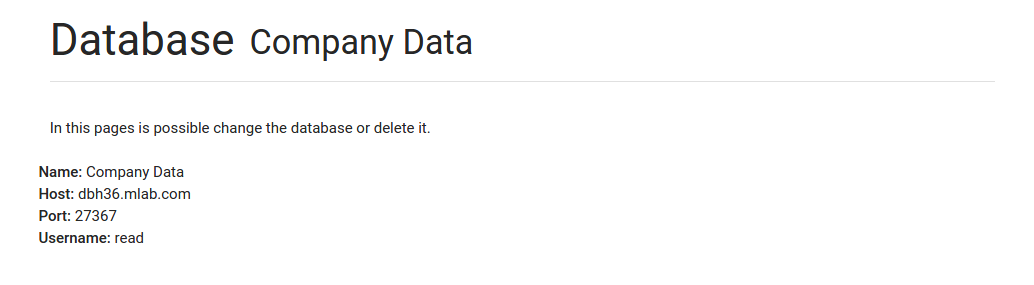 Database Company Data
In this pages is possible change the database or delete it.
Name: Company Data
Host: dbh36.mlab.com
Port: 27367
Username: read